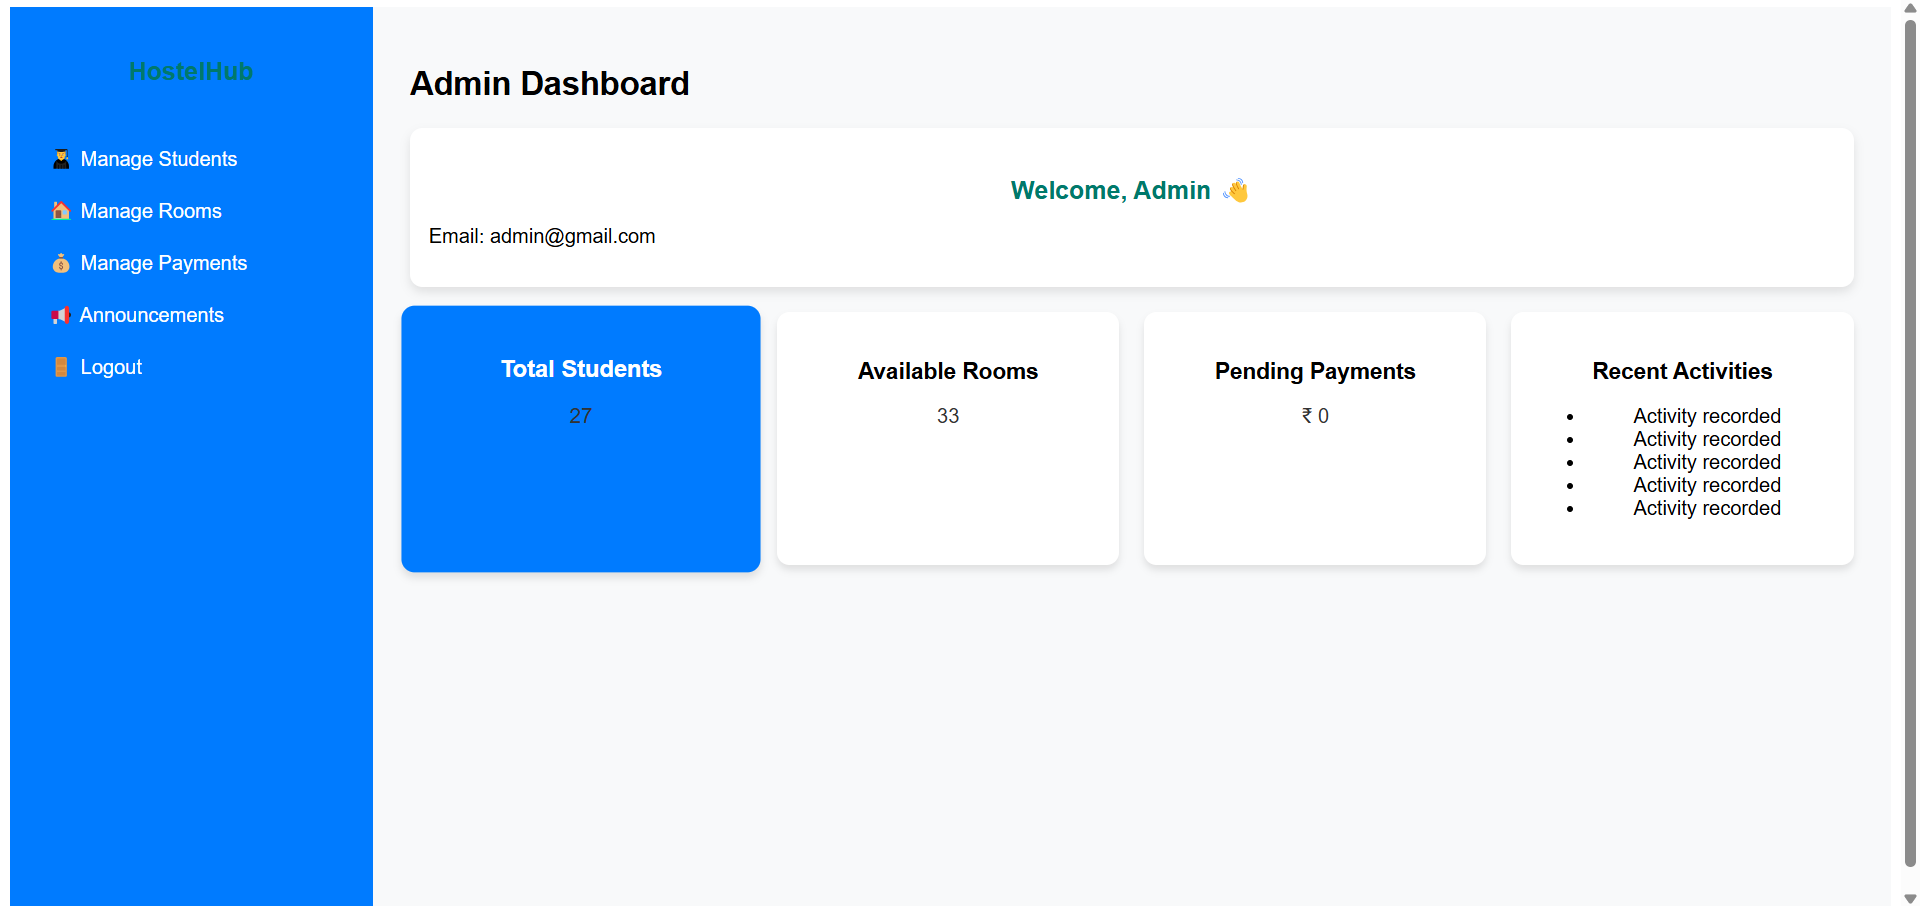 HostelHub
Manage Students
Manage Rooms
Manage Payments
Announcements
Logout
Admin Dashboard
Welcome, Admin 👋
Email: admin@gmail.com
Total Students
27
Available Rooms
33
Pending Payments
₹ 0
Recent Activities
Activity recorded
Activity recorded
Activity recorded
Activity recorded
Activity recorded